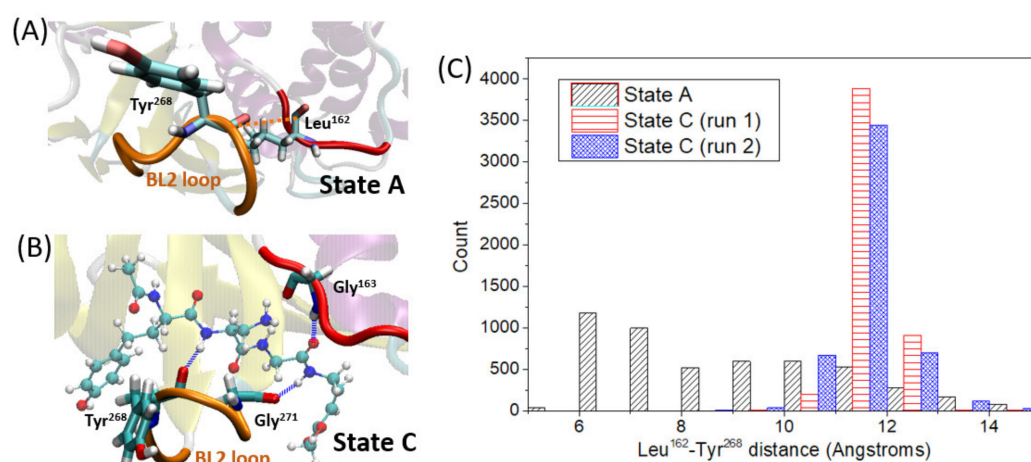 (A)
Tyr²⁶⁸
Leu¹⁶²
BL2 loop
State A
(B)
Gly¹⁶³
Tyr²⁶⁸
Gly²⁷¹
BL2 loop
State C
(C)
State A
State C (run 1)
State C (run 2)
Count
4000
3500
3000
2500
2000
1500
1000
500
0
6 8 10 12 14
Leu¹⁶²-Tyr²⁶⁸ distance (Angstroms)